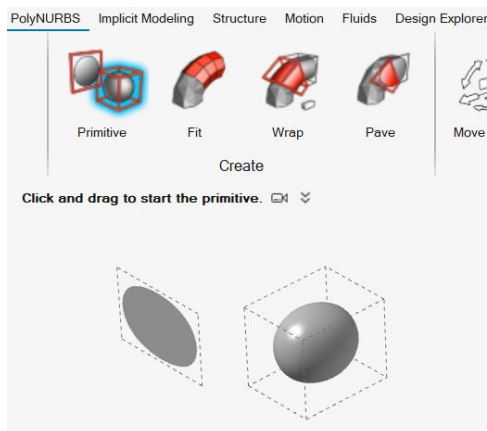 PolyNURBS Implicit Modeling Structure Motion Fluids Design Explorer
Primitive Fit Wrap Pave Move
Create
Click and drag to start the primitive.